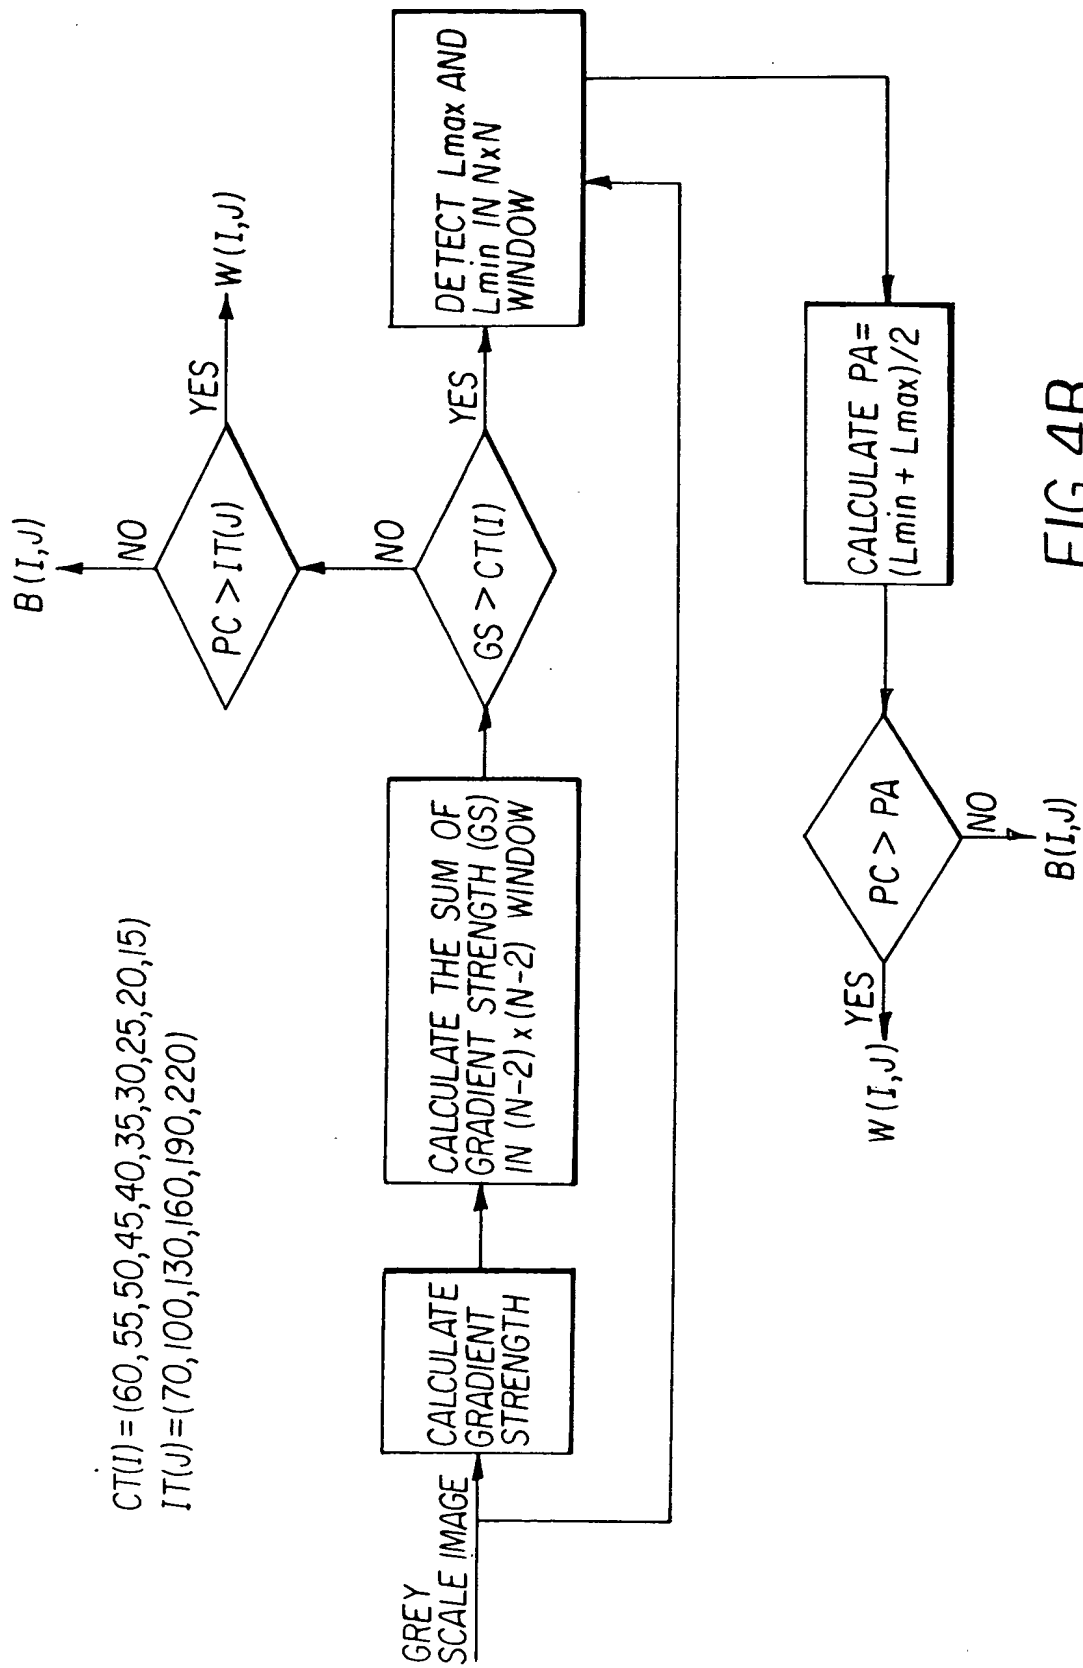 CT(I)=(60,55,50,45,40,35,30,25,20,15)
IT(J)=(70,100,130,160,190,220)
GREY
SCALE IMAGE
CALCULATE
GRADIENT
STRENGTH
CALCULATE THE SUM OF
GRADIENT STRENGTH (GS)
IN (N-2)x(N-2) WINDOW
GS > CT(I)
NO
YES
PC > IT(J)
NO
B(I,J)
YES
W(I,J)
DETECT Lmax AND
Lmin IN NxN
WINDOW
CALCULATE PA=
(Lmin + Lmax)/2
PC > PA
YES
W(I,J)
NO
B(I,J)
FIG. 4B